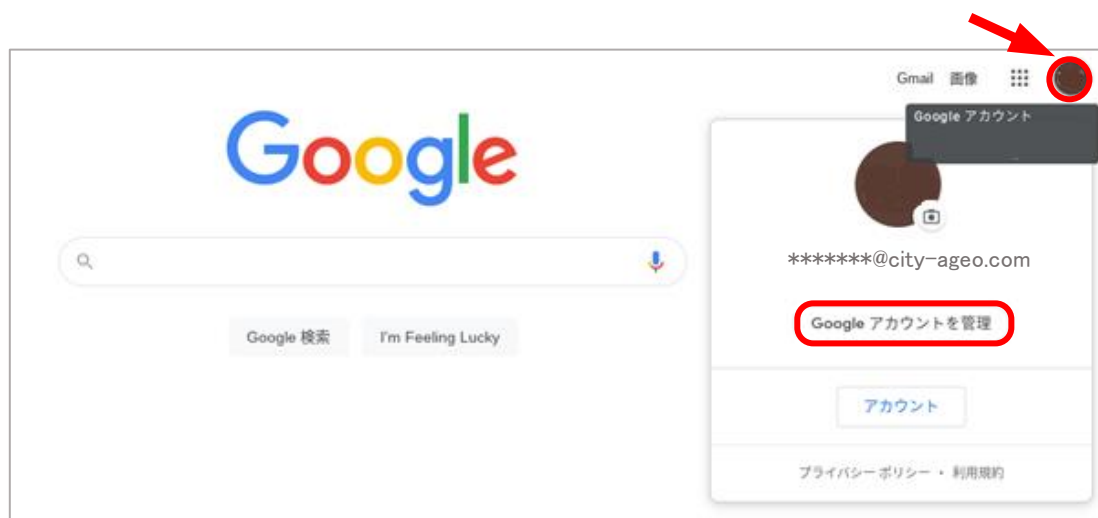 Gmail 画像
Google アカウント
Google
*******@city-ageo.com
Google アカウントを管理
Google 検索 I'm Feeling Lucky
アカウント
プライバシー ポリシー ・ 利用規約